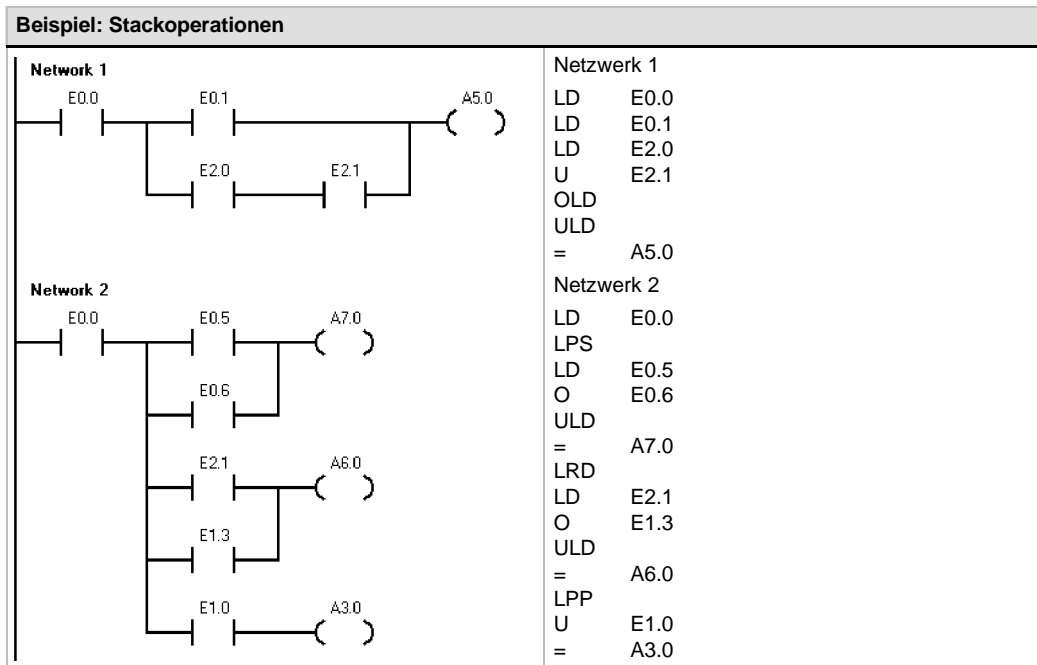 Beispiel: Stackoperationen
Network 1
E0.0 E0.1 A5.0
E2.0 E2.1
Netzwerk 1
LD E0.0
LD E0.1
LD E2.0
U E2.1
OLD
ULD
= A5.0
Network 2
E0.0 E0.5 A7.0
E0.6
E2.1 A6.0
E1.3
E1.0 A3.0
Netzwerk 2
LD E0.0
LPS
LD E0.5
O E0.6
ULD
= A7.0
LRD
LD E2.1
O E1.3
ULD
= A6.0
LPP
U E1.0
= A3.0